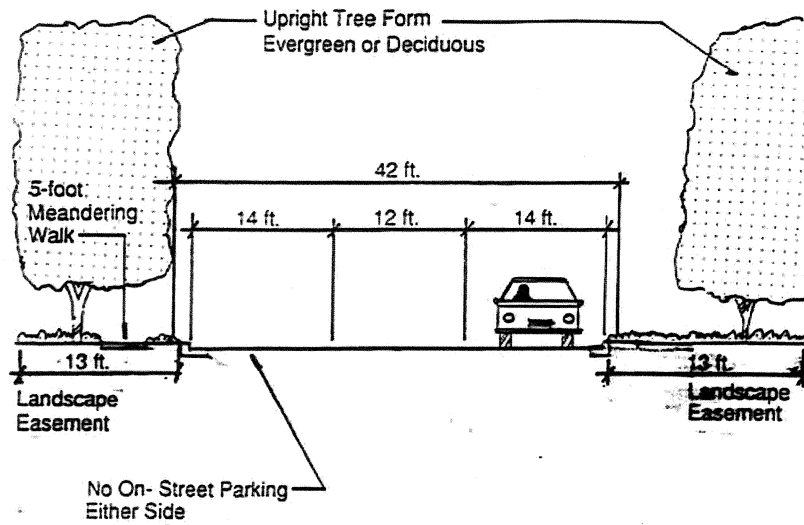 Upright Tree Form
Evergreen or Deciduous
42 ft.
5-foot
Meandering
Walk
14 ft.
12 ft.
14 ft.
13 ft.
13 ft.
Landscape
Easement
Landscape
Easement
No On- Street Parking
Either Side